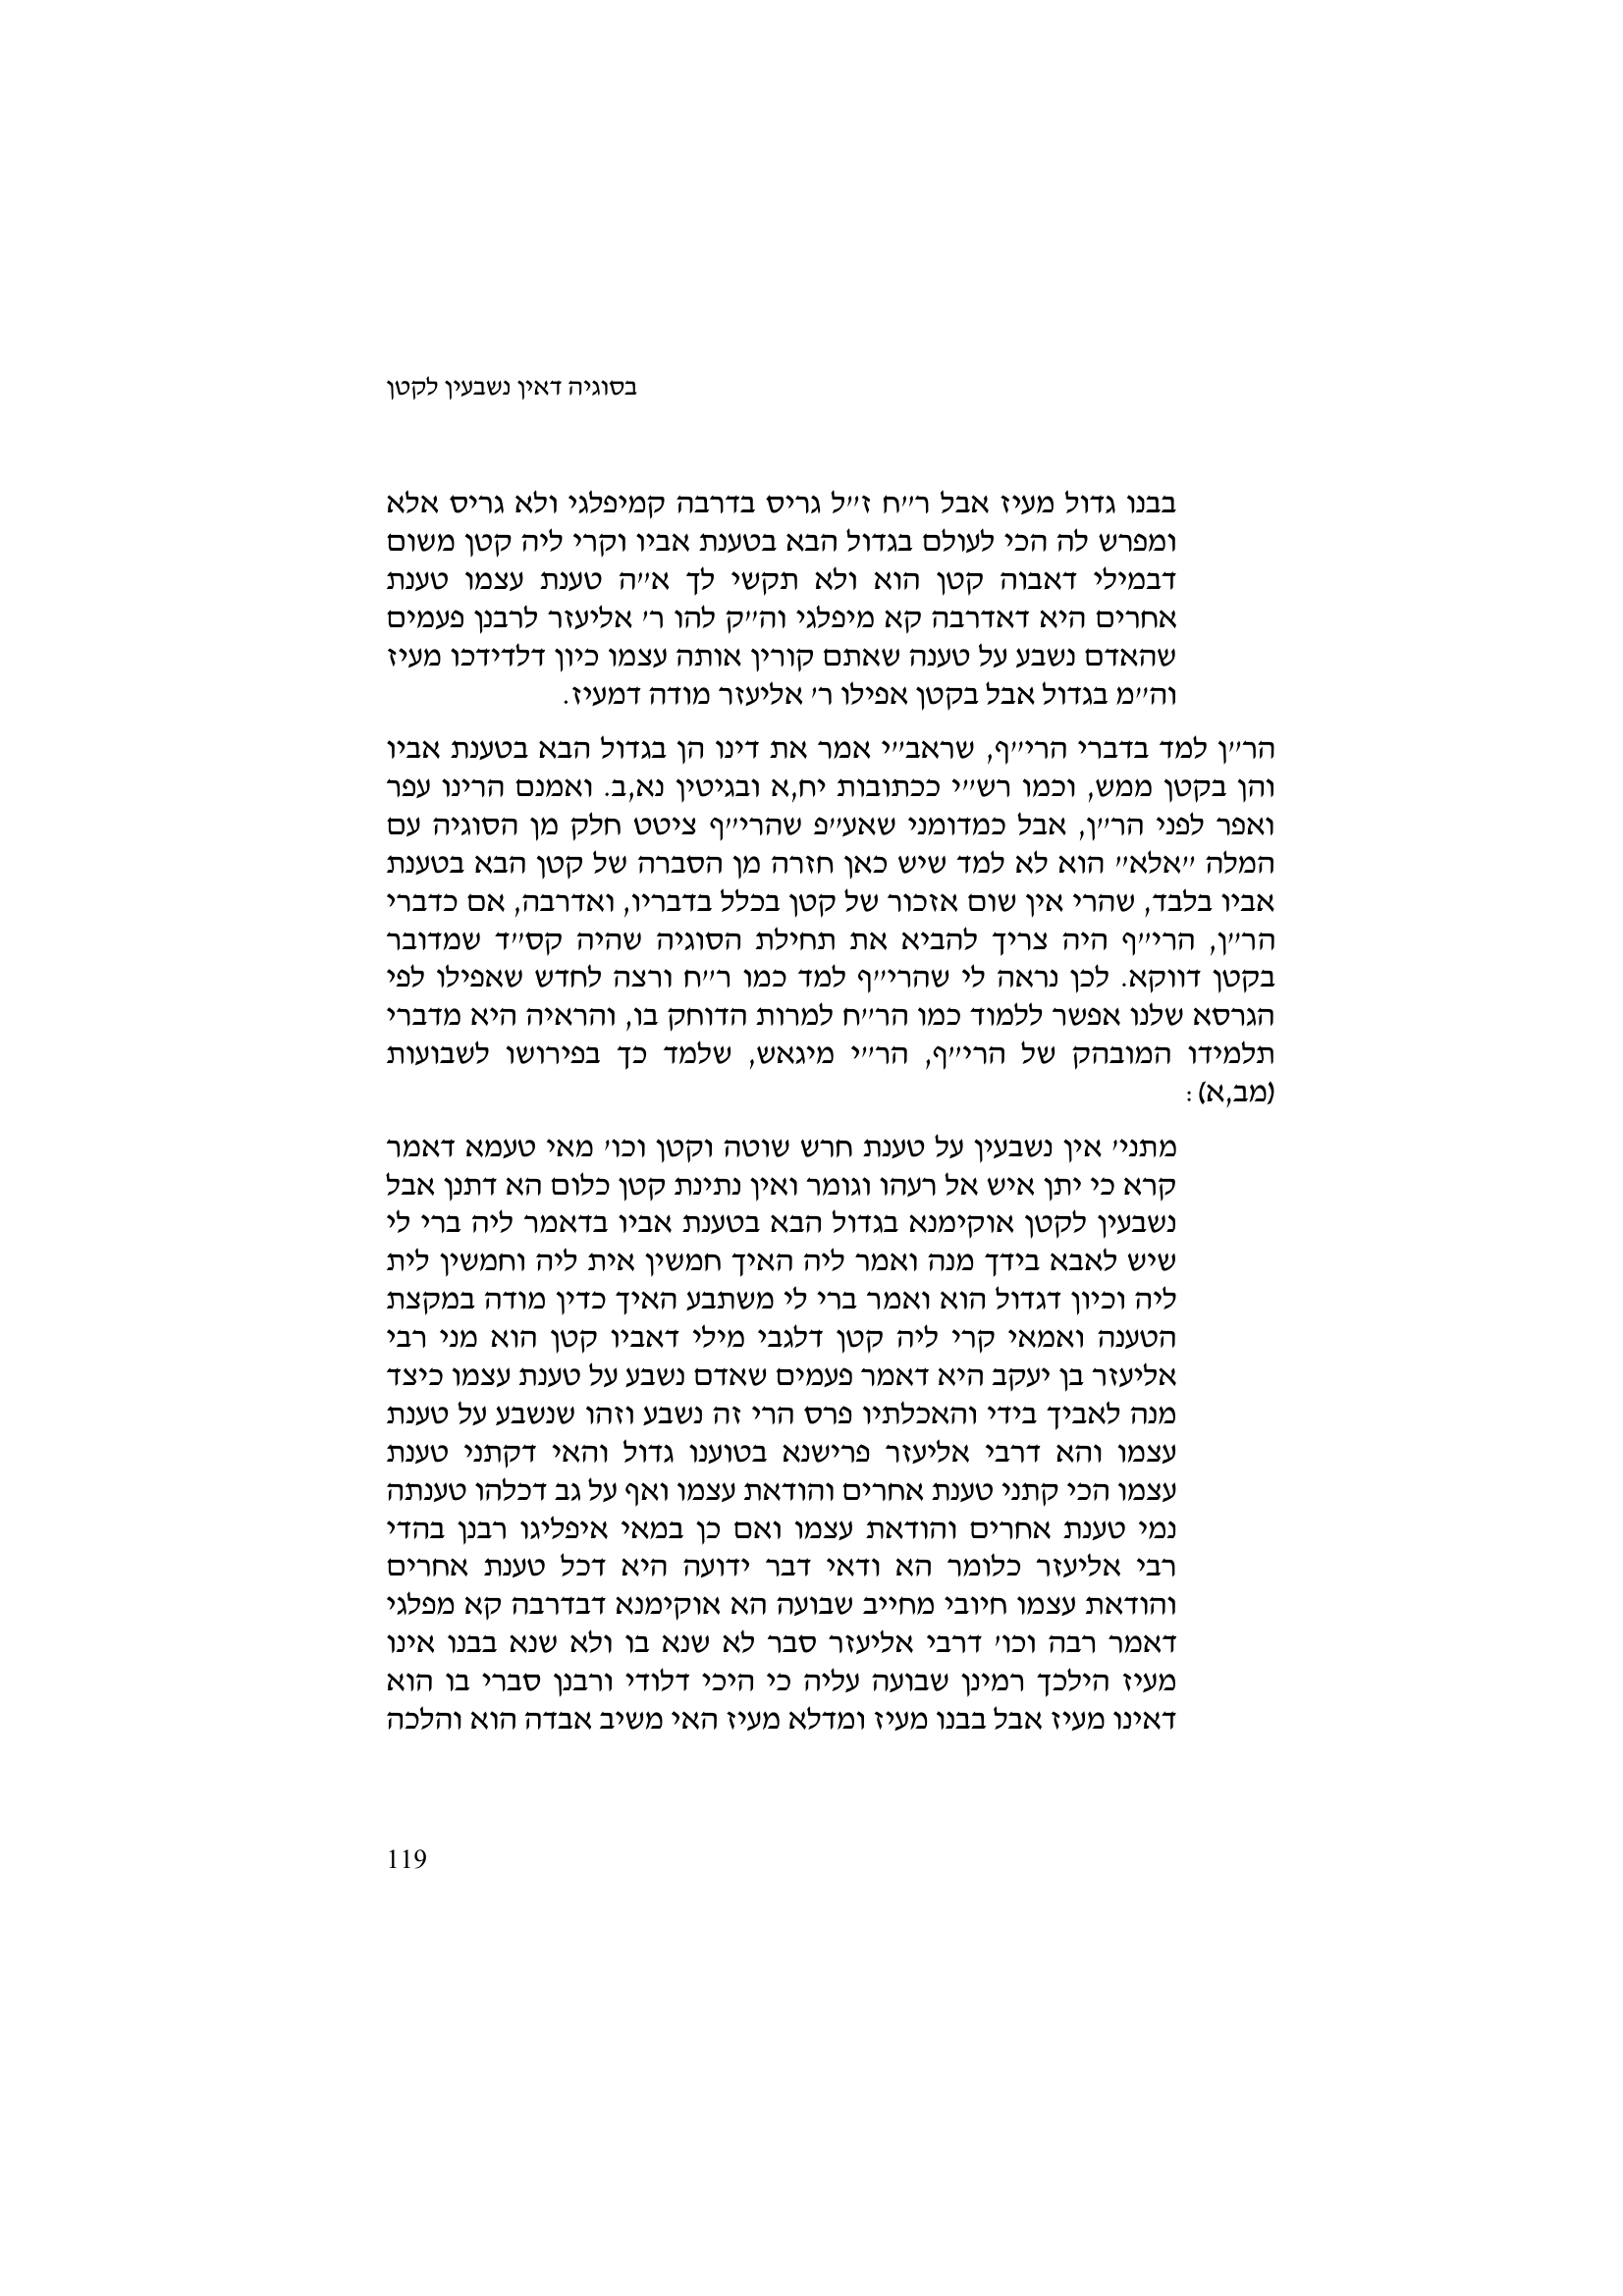 בסוגיה דאין נשבעין לקטן
בבנו גדול מעיז אבל ר״ח ז״ל גריס בדרבה קמיפלגי ולא גריס אלא
ומפרש לה הכי לעולם בגדול הבא בטענת אביו וקרי ליה קטן משום
דבמילי דאבוה קטן הוא ולא תקשי לך א״ה טענת עצמו טענת
אחרים היא דאדרבה קא מיפלגי וה״ק להו ר׳ אליעזר לרבנן פעמים
שהאדם נשבע על טענה שאתם קורין אותה עצמו כיון דלדידכו מעיז
וה״מ בגדול אבל בקטן אפילו ר׳ אליעזר מודה דמעיז.
הר״ן למד בדברי הרי״ף, שראב״י אמר את דינו הן בגדול הבא בטענת אביו
והן בקטן ממש, וכמו רש״י ככתובות יח,א ובגיטין נא,ב. ואמנם הרינו עפר
ואפר לפני הר״ן, אבל כמדומני שאע״פ שהרי״ף ציטט חלק מן הסוגיה עם
המלה ״אלא״ הוא לא למד שיש כאן חזרה מן הסברה של קטן הבא בטענת
אביו בלבד, שהרי אין שום אזכור של קטן בכלל בדבריו, ואדרבה, אם כדברי
הר״ן, הרי״ף היה צריך להביא את תחילת הסוגיה שהיה קס״ד שמדובר
בקטן דווקא. לכן נראה לי שהרי״ף למד כמו ר״ח ורצה לחדש שאפילו לפי
הגרסא שלנו אפשר ללמוד כמו הר״ח למרות הדוחק בו, והראיה היא מדברי
תלמידו המובהק של הרי״ף, הר״י מיגאש, שלמד כך בפירושו לשבועות
(מב,א):
מתני׳ אין נשבעין על טענת חרש שוטה וקטן וכו׳ מאי טעמא דאמר
קרא כי יתן איש אל רעהו וגומר ואין נתינת קטן כלום הא דתנן אבל
נשבעין לקטן אוקימנא בגדול הבא בטענת אביו בדאמר ליה ברי לי
שיש לאבא בידך מנה ואמר ליה האיך חמשין אית ליה וחמשין לית
ליה וכיון דגדול הוא ואמר ברי לי משתבע האיך כדין מודה במקצת
הטענה ואמאי קרי ליה קטן דלגבי מילי דאביו קטן הוא מני רבי
אליעזר בן יעקב היא דאמר פעמים שאדם נשבע על טענת עצמו כיצד
מנה לאביך בידי והאכלתיו פרס הרי זה נשבע וזהו שנשבע על טענת
עצמו והא דרבי אליעזר פרישנא בטוענו גדול והאי דקתני טענת
עצמו הכי קתני טענת אחרים והודאת עצמו ואף על גב דכלהו טענתה
נמי טענת אחרים והודאת עצמו ואם כן במאי איפליגו רבנן בהדי
רבי אליעזר כלומר הא ודאי דבר ידועה היא דכל טענת אחרים
והודאת עצמו חיובי מחייב שבועה הא אוקימנא דבדרבה קא מפלגי
דאמר רבה וכו׳ דרבי אליעזר סבר לא שנא בו ולא שנא בבנו אינו
מעיז הילכך רמינן שבועה עליה כי היכי דלודי ורבנן סברי בו הוא
דאינו מעיז אבל בבנו מעיז ומדלא מעיז האי משיב אבדה הוא והלכה
119